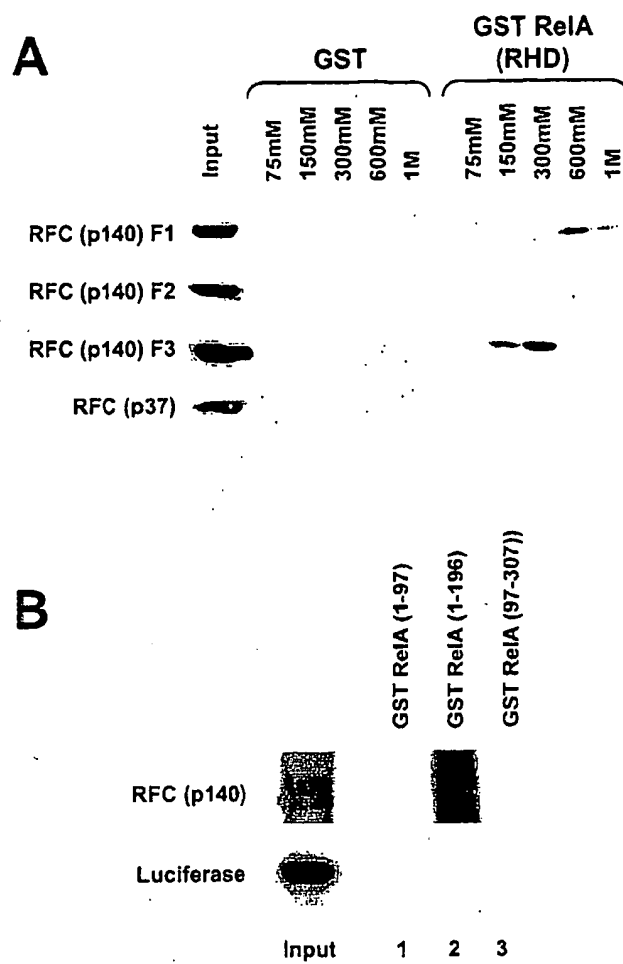 A
GST
GST RelA
(RHD)
Input
75mM
150mM
300mM
600mM
1M
75mM
150mM
300mM
600mM
1M
RFC (p140) F1
RFC (p140) F2
RFC (p140) F3
RFC (p37)
B
GST RelA (1-97)
GST RelA (1-196)
GST RelA (97-307))
RFC (p140)
Luciferase
Input 1 2 3